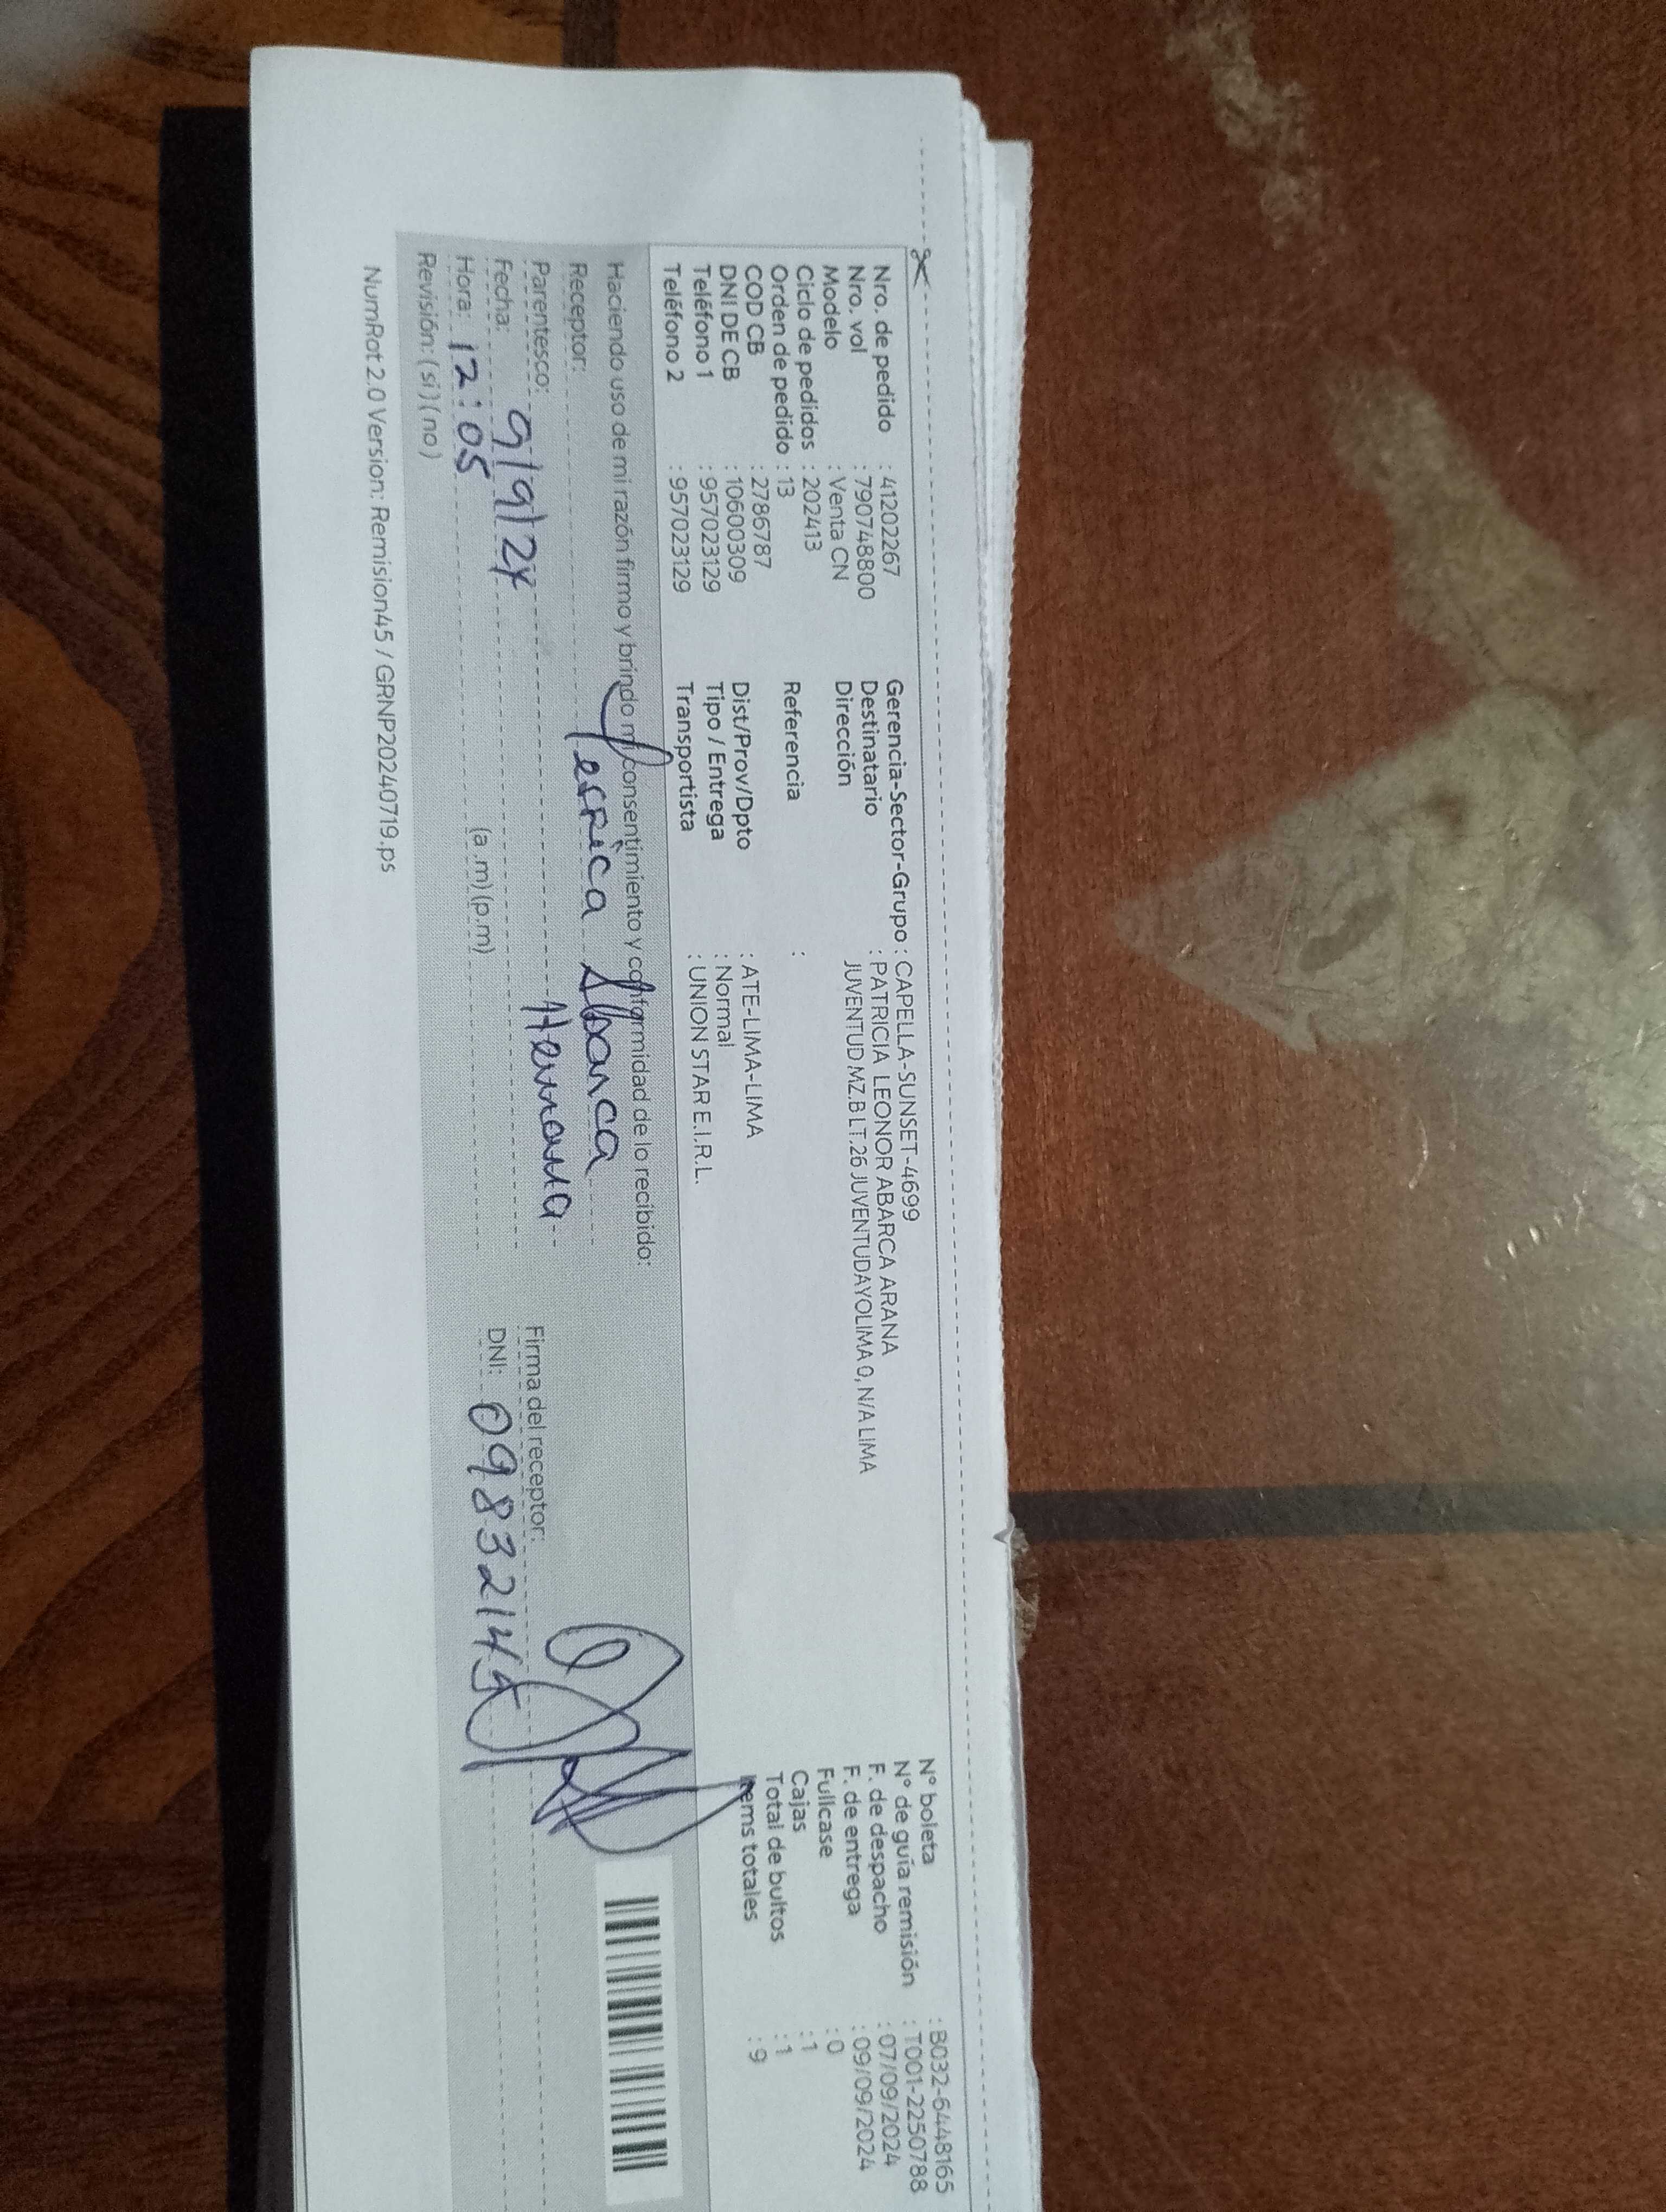 Nro. de pedido : 41202267
Nro. vol : 790748800
Modelo : Venta CN
Ciclo de pedidos : 202413
Orden de pedido : 13
COD CB : 2786787
DNI DE CB : 10600309
Teléfono 1 : 957023129
Teléfono 2 : 957023129
Gerencia-Sector-Grupo : CAPELLA-SUNSET-4699
Destinatario : PATRICIA LEONOR ABARCA ARANA
Dirección JUVENTUD MZ.B LT.26 JUVENTUDAYOLIMA 0, N/A LIMA
Referencia :
Dist/Prov/Dpto : ATE-LIMA-LIMA
Tipo / Entrega : Normal
Transportista : UNION STAR E.I.R.L.
N° boleta : B032-6448165
N° de guía remisión : T001-2250788
F. de despacho : 07/09/2024
F. de entrega : 09/09/2024
Fullcase : 0
Cajas : 1
Total de bultos : 1
Items totales : 9
Haciendo uso de mi razón firmo y brindo mi consentimiento y conformidad de lo recibido:
Receptor: Abarca
Parentesco: Hermana
Fecha: 9/9/24
Hora: 12:05 (a.m) (p.m)
Revisión: (si) (no)
Firma del receptor:
DNI: 09832145
NumRot 2.0 Version: Remision45 / GRNP20240719.ps